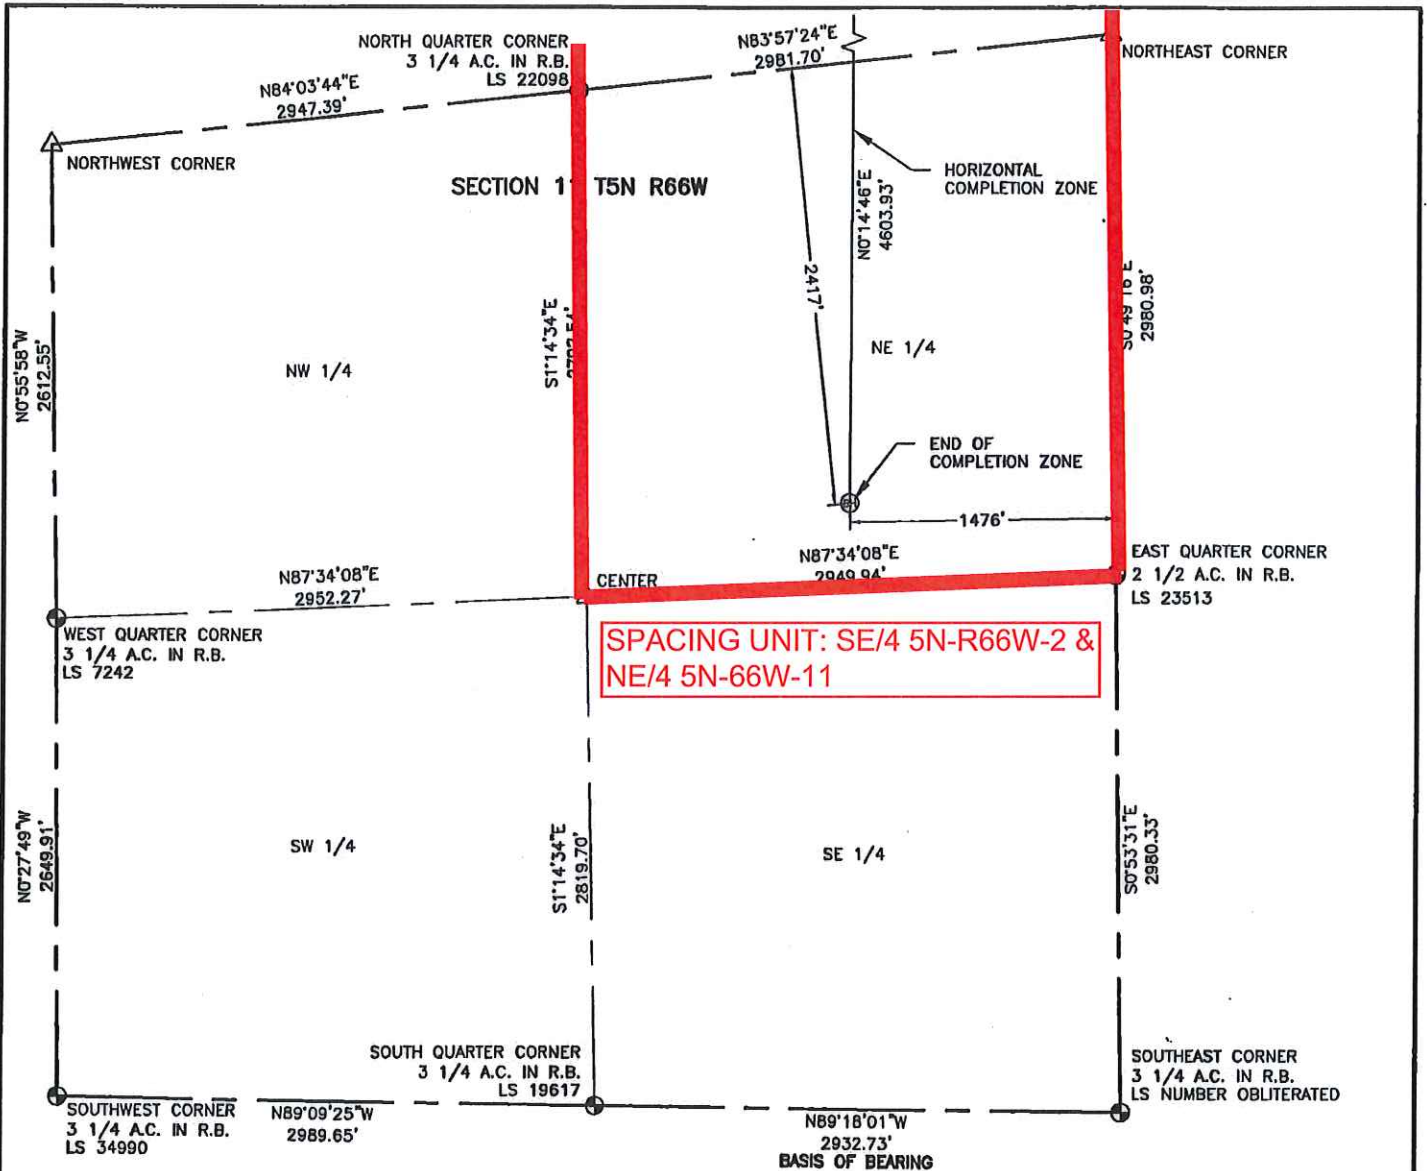 NORTH QUARTER CORNER
3 1/4 A.C. IN R.B.
LS 22098
N83°57'24"E
2981.70'
NORTHEAST CORNER
N84°03'44"E
2947.39'
NORTHWEST CORNER
SECTION 11 T5N R66W
HORIZONTAL
COMPLETION ZONE
N0°14'46"E
4603.93'
2417'
S1°14'34"E
S0°49'16"E
2980.98'
N0°55'58"W
2612.55'
NW 1/4
NE 1/4
END OF
COMPLETION ZONE
1476'
N87°34'08"E
2952.27'
CENTER
N87°34'08"E
2949.94'
EAST QUARTER CORNER
2 1/2 A.C. IN R.B.
LS 23513
WEST QUARTER CORNER
3 1/4 A.C. IN R.B.
LS 7242
SPACING UNIT: SE/4 5N-R66W-2 &
NE/4 5N-66W-11
N0°27'49"W
2649.91'
SW 1/4
S1°14'34"E
2819.70'
SE 1/4
S0°53'31"E
2980.33'
SOUTH QUARTER CORNER
3 1/4 A.C. IN R.B.
LS 19617
SOUTHEAST CORNER
3 1/4 A.C. IN R.B.
LS NUMBER OBLITERATED
SOUTHWEST CORNER
3 1/4 A.C. IN R.B.
LS 34990
N89°09'25"W
2989.65'
N89°18'01"W
2932.73'
BASIS OF BEARING